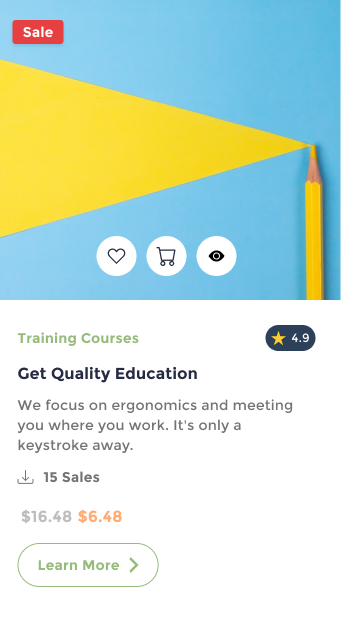 Sale
Training Courses
4.9
Get Quality Education
We focus on ergonomics and meeting
you where you work. It's only a
keystroke away.
15 Sales
$16.48 $6.48
Learn More